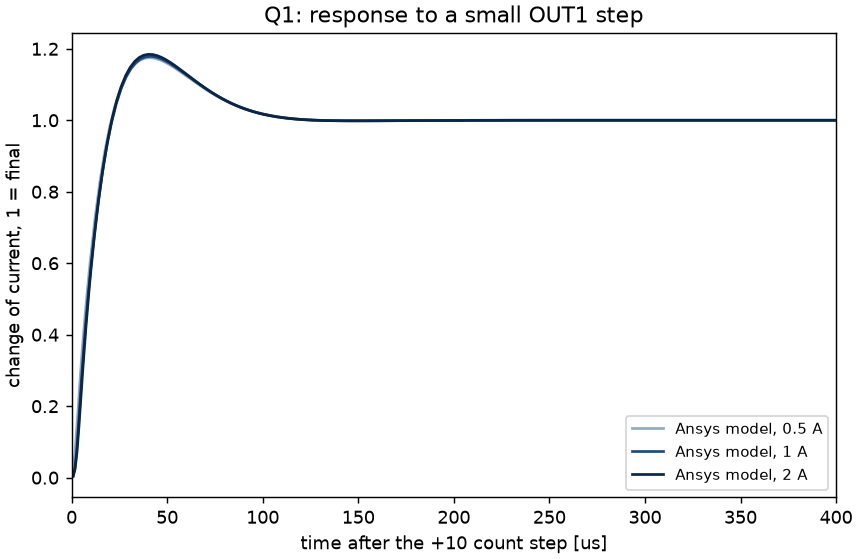 Q1: response to a small OUT1 step
change of current, 1 = final
1.2
1.0
0.8
0.6
0.4
0.2
0.0
Ansys model, 0.5 A
Ansys model, 1 A
Ansys model, 2 A
0 50 100 150 200 250 300 350 400
time after the +10 count step [us]